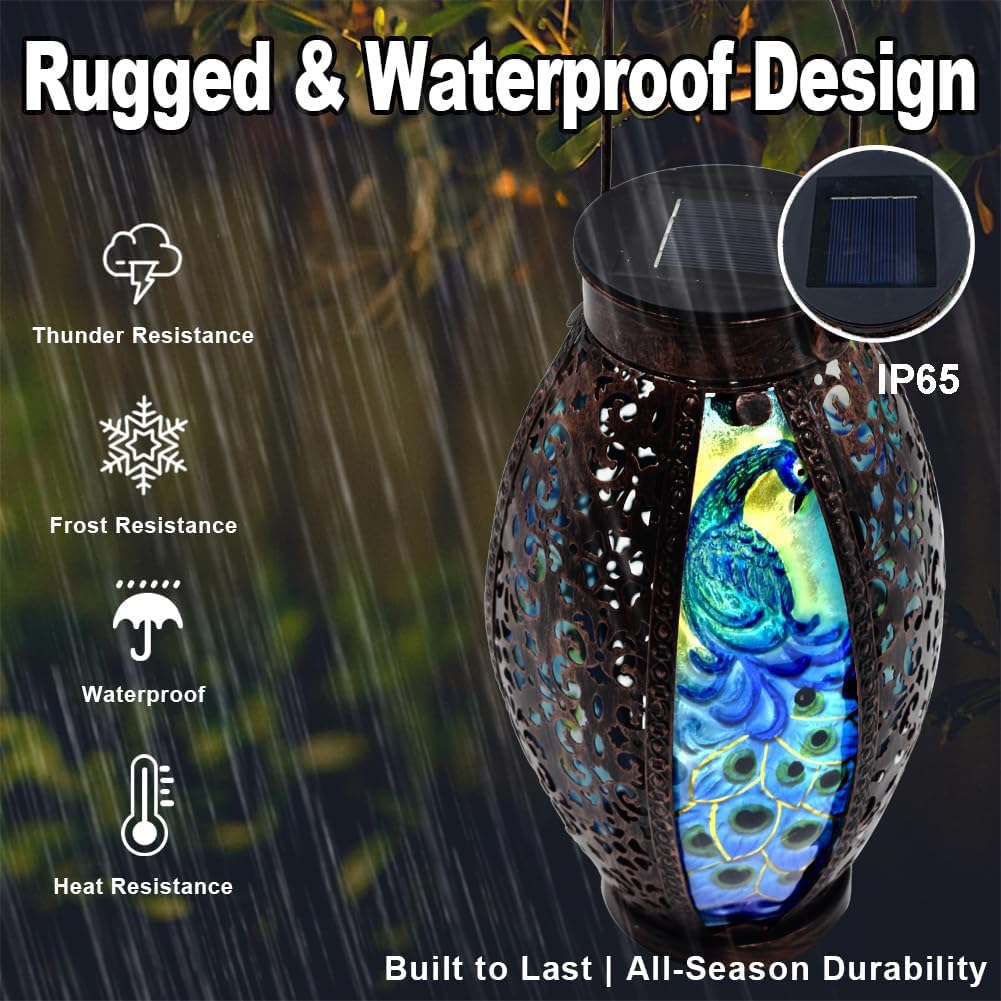 Rugged & Waterproof Design
Thunder Resistance
IP65
Frost Resistance
Waterproof
Heat Resistance
Built to Last | All-Season Durability